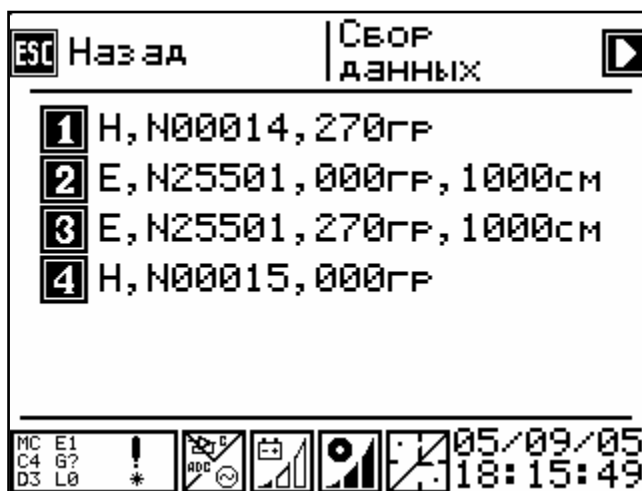 ESC Назад
Сбор
данных
1 H,N00014,270гр
2 E,N25501,000гр,1000см
3 E,N25501,270гр,1000см
4 H,N00015,000гр
MC E1
C4 G?
D3 L0
!
*
G
ADC
05/09/05
18:15:49